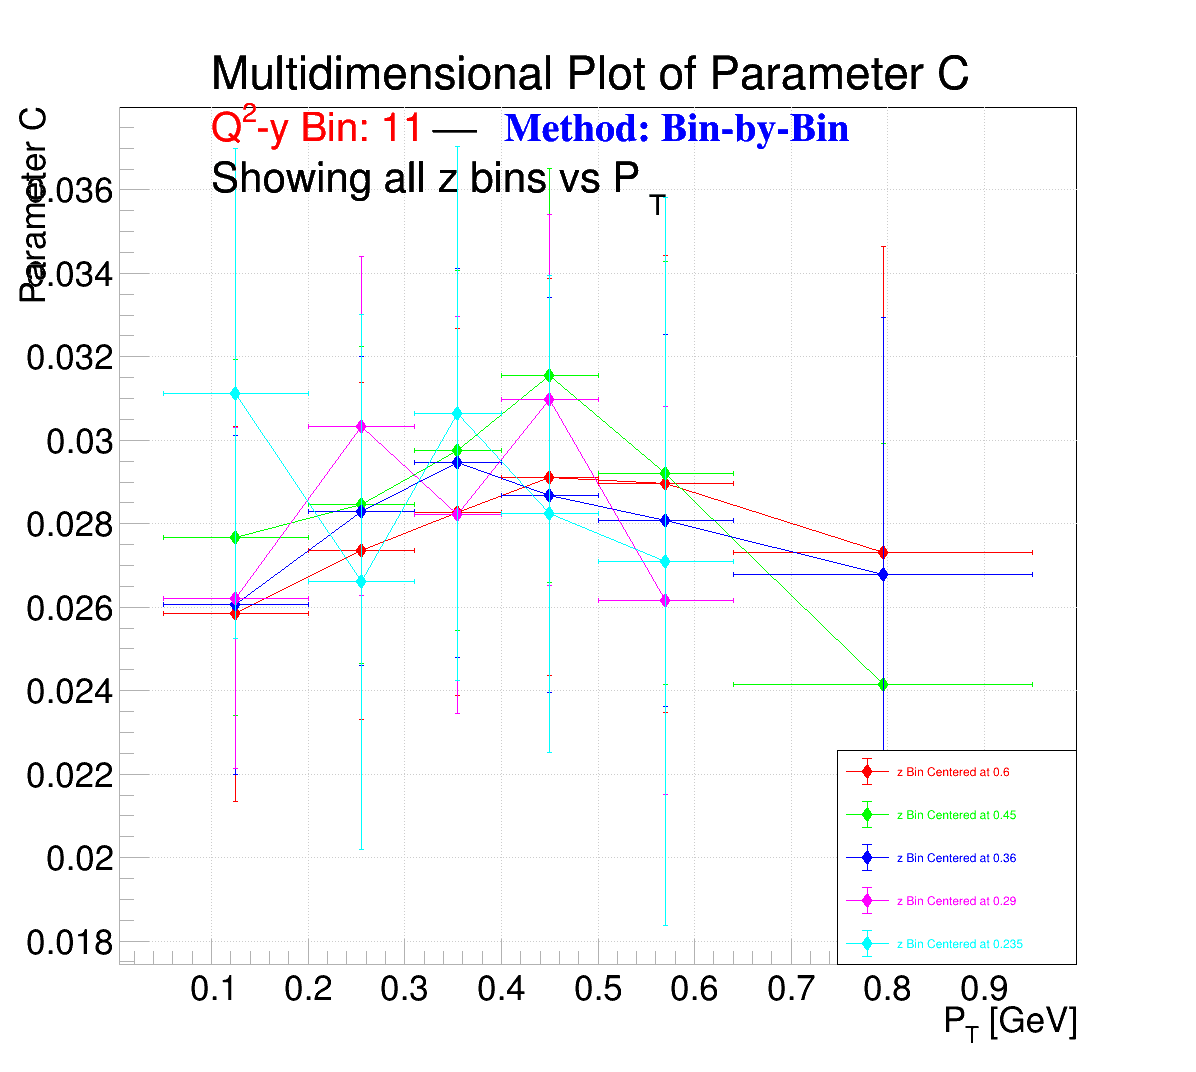 Multidimensional Plot of Parameter C
Q²-y Bin: 11 — Method: Bin-by-Bin
Showing all z bins vs P_T
Parameter C
0.036
0.034
0.032
0.03
0.028
0.026
0.024
0.022
0.02
0.018
z Bin Centered at 0.6
z Bin Centered at 0.45
z Bin Centered at 0.36
z Bin Centered at 0.29
z Bin Centered at 0.235
0.1 0.2 0.3 0.4 0.5 0.6 0.7 0.8 0.9
P_T [GeV]